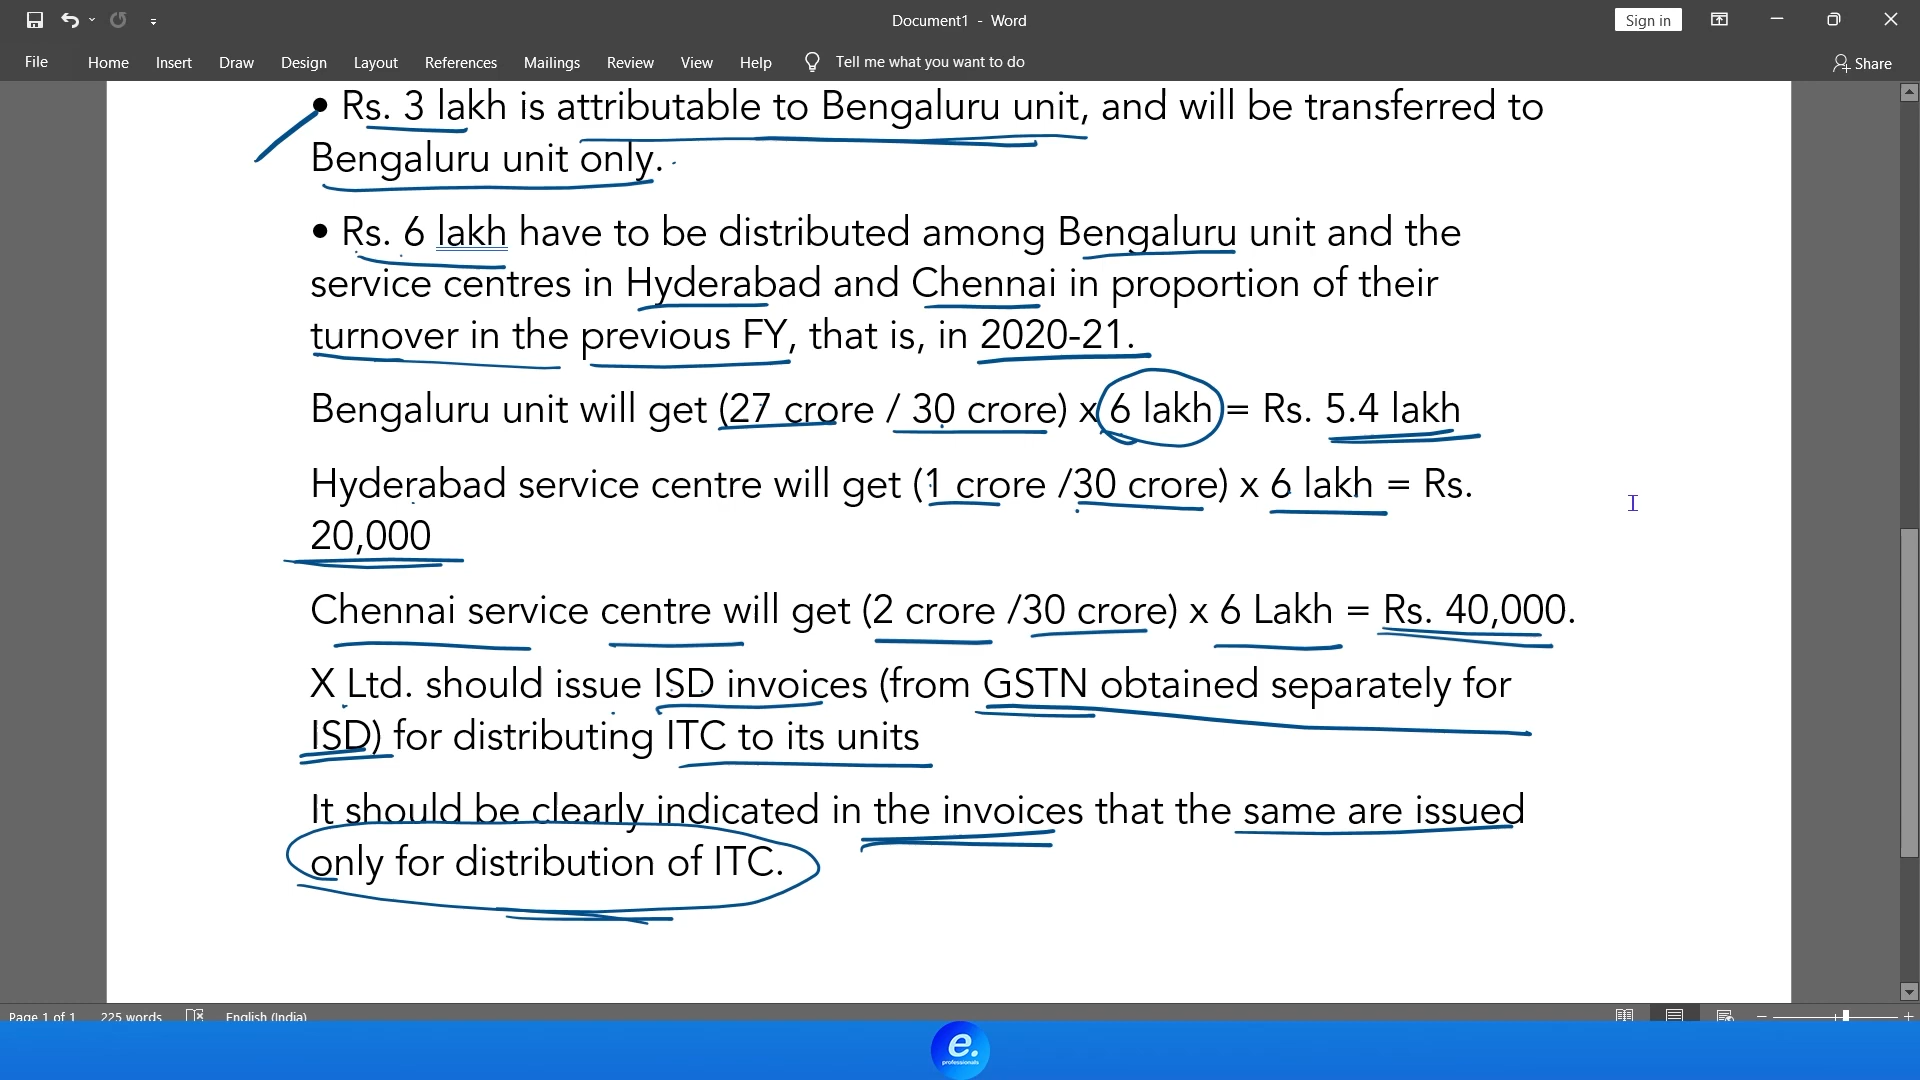 Document1 - Word
Sign in
File Home Insert Draw Design Layout References Mailings Review View Help Tell me what you want to do Share
• Rs. 3 lakh is attributable to Bengaluru unit, and will be transferred to
Bengaluru unit only.
• Rs. 6 lakh have to be distributed among Bengaluru unit and the
service centres in Hyderabad and Chennai in proportion of their
turnover in the previous FY, that is, in 2020-21.
Bengaluru unit will get (27 crore / 30 crore) x 6 lakh = Rs. 5.4 lakh
Hyderabad service centre will get (1 crore /30 crore) x 6 lakh = Rs.
20,000
Chennai service centre will get (2 crore /30 crore) x 6 Lakh = Rs. 40,000.
X Ltd. should issue ISD invoices (from GSTN obtained separately for
ISD) for distributing ITC to its units
It should be clearly indicated in the invoices that the same are issued
only for distribution of ITC.
Page 1 of 1 225 words English (India)
e.
professionals